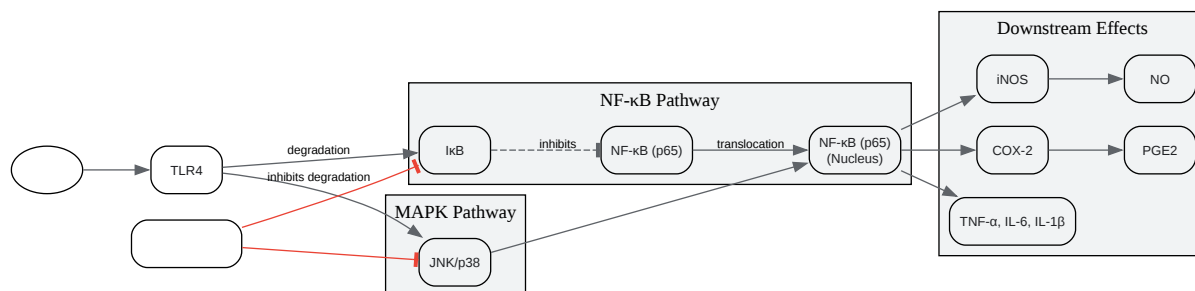 Downstream Effects
iNOS
NO
NF-κB Pathway
degradation
IκB
inhibits
NF-κB (p65)
translocation
NF-κB (p65)
(Nucleus)
COX-2
PGE2
TLR4
inhibits degradation
MAPK Pathway
TNF-α, IL-6, IL-1β
JNK/p38